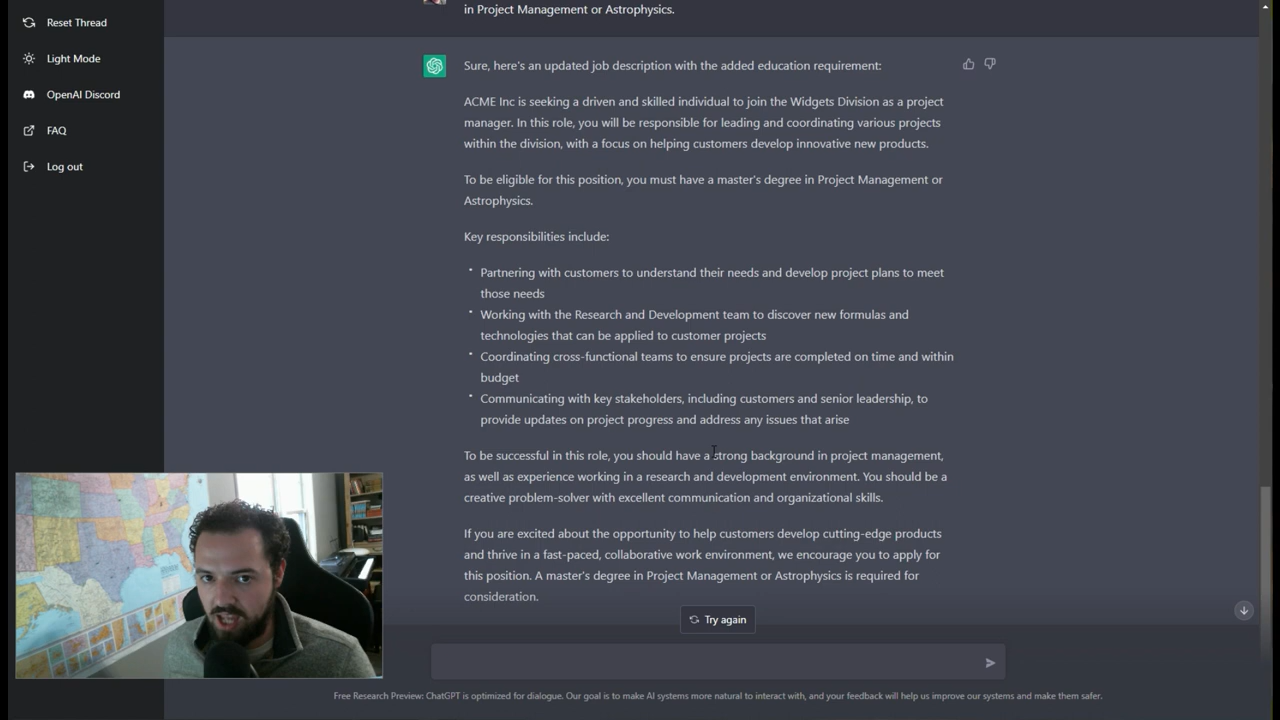 Reset Thread
Light Mode
OpenAI Discord
FAQ
Log out
in Project Management or Astrophysics.
Sure, here's an updated job description with the added education requirement:
ACME Inc is seeking a driven and skilled individual to join the Widgets Division as a project
manager. In this role, you will be responsible for leading and coordinating various projects
within the division, with a focus on helping customers develop innovative new products.
To be eligible for this position, you must have a master's degree in Project Management or
Astrophysics.
Key responsibilities include:
• Partnering with customers to understand their needs and develop project plans to meet
those needs
• Working with the Research and Development team to discover new formulas and
technologies that can be applied to customer projects
• Coordinating cross-functional teams to ensure projects are completed on time and within
budget
• Communicating with key stakeholders, including customers and senior leadership, to
provide updates on project progress and address any issues that arise
To be successful in this role, you should have a strong background in project management,
as well as experience working in a research and development environment. You should be a
creative problem-solver with excellent communication and organizational skills.
If you are excited about the opportunity to help customers develop cutting-edge products
and thrive in a fast-paced, collaborative work environment, we encourage you to apply for
this position. A master's degree in Project Management or Astrophysics is required for
consideration.
Try again
Free Research Preview: ChatGPT is optimized for dialogue. Our goal is to make AI systems more natural to interact with, and your feedback will help us improve our systems and make them safer.